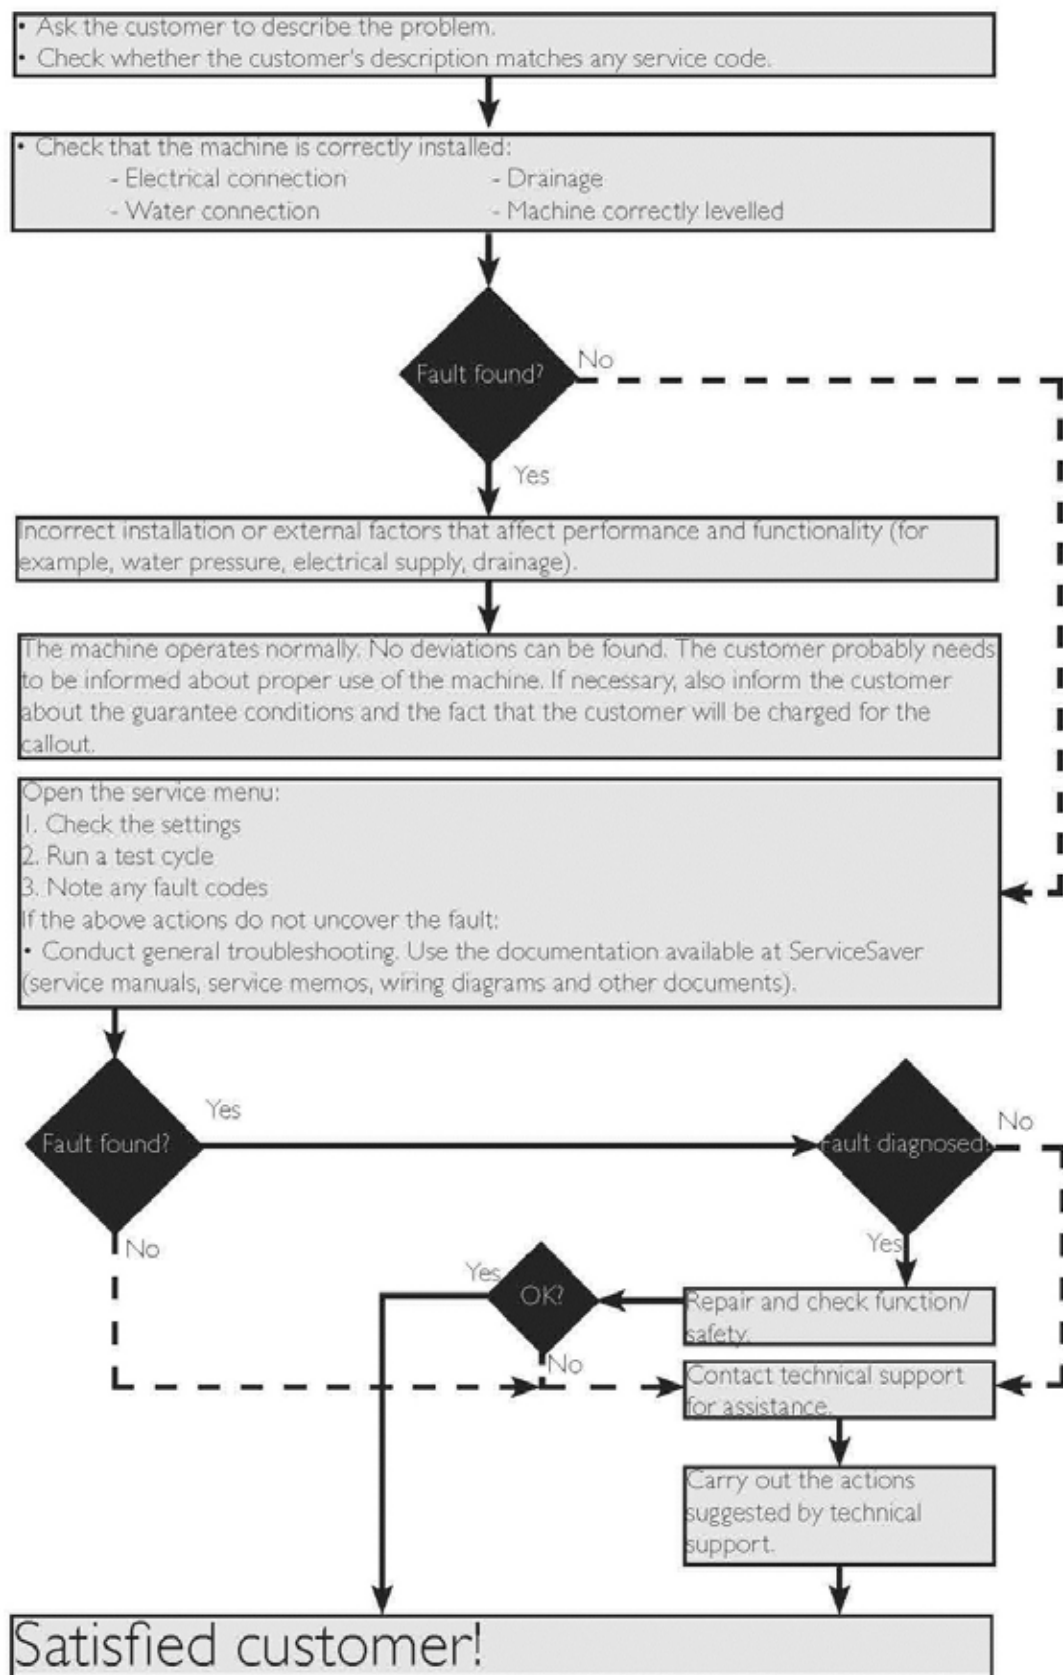 • Ask the customer to describe the problem.
• Check whether the customer's description matches any service code.
• Check that the machine is correctly installed:
- Electrical connection - Drainage
- Water connection - Machine correctly levelled
Fault found?
No
Yes
Incorrect installation or external factors that affect performance and functionality (for
example, water pressure, electrical supply, drainage).
The machine operates normally. No deviations can be found. The customer probably needs
to be informed about proper use of the machine. If necessary, also inform the customer
about the guarantee conditions and the fact that the customer will be charged for the
callout.
Open the service menu:
1. Check the settings
2. Run a test cycle
3. Note any fault codes
If the above actions do not uncover the fault:
• Conduct general troubleshooting. Use the documentation available at ServiceSaver
(service manuals, service memos, wiring diagrams and other documents).
Fault found?
Yes
Fault diagnosed?
No
No
Yes
Yes
OK?
No
Repair and check function/
safety.
Contact technical support
for assistance.
Carry out the actions
suggested by technical
support.
Satisfied customer!